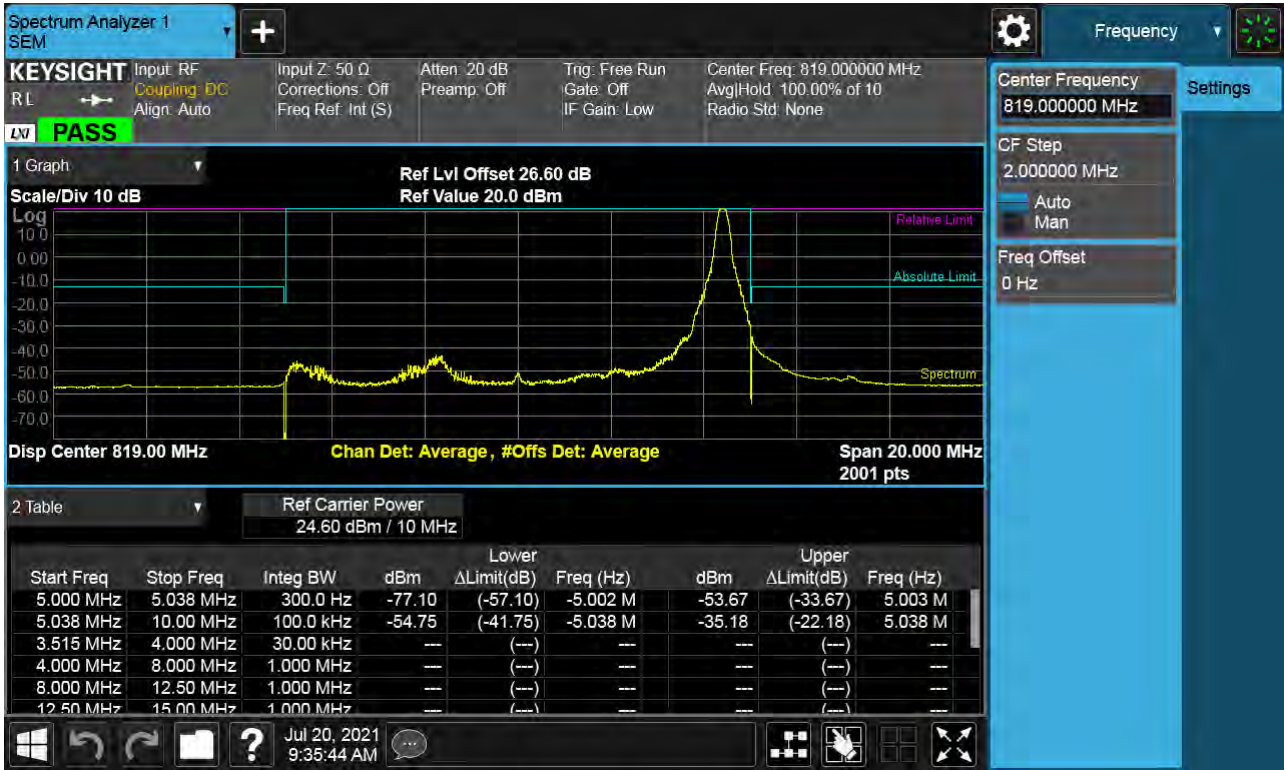 Spectrum Analyzer 1
SEM
Frequency
KEYSIGHT
RL
LXI
PASS
Input: RF
Coupling: DC
Align: Auto
Input Z: 50 Ω
Corrections: Off
Freq Ref: Int (S)
Atten: 20 dB
Preamp: Off
Trig: Free Run
Gate: Off
IF Gain: Low
Center Freq: 819.000000 MHz
Avg|Hold: 100.00% of 10
Radio Std: None
Center Frequency
819.000000 MHz
Settings
CF Step
2.000000 MHz
Auto
Man
Freq Offset
0 Hz
1 Graph
Ref Lvl Offset 26.60 dB
Scale/Div 10 dB
Ref Value 20.0 dBm
Log
10.0
0.00
-10.0
-20.0
-30.0
-40.0
-50.0
-60.0
-70.0
Relative Limit
Absolute Limit
Spectrum
Disp Center 819.00 MHz
Chan Det: Average, #Offs Det: Average
Span 20.000 MHz
2001 pts
2 Table
Ref Carrier Power
24.60 dBm / 10 MHz
Lower Upper
Start Freq Stop Freq Integ BW dBm ΔLimit(dB) Freq (Hz) dBm ΔLimit(dB) Freq (Hz)
5.000 MHz 5.038 MHz 300.0 Hz -77.10 (-57.10) -5.002 M -53.67 (-33.67) 5.003 M
5.038 MHz 10.00 MHz 100.0 kHz -54.75 (-41.75) -5.038 M -35.18 (-22.18) 5.038 M
3.515 MHz 4.000 MHz 30.00 kHz --- (---) --- --- (---) ---
4.000 MHz 8.000 MHz 1.000 MHz --- (---) --- --- (---) ---
8.000 MHz 12.50 MHz 1.000 MHz --- (---) --- --- (---) ---
12.50 MHz 15.00 MHz 1.000 MHz --- (---) --- --- (---) ---
?
Jul 20, 2021
9:35:44 AM